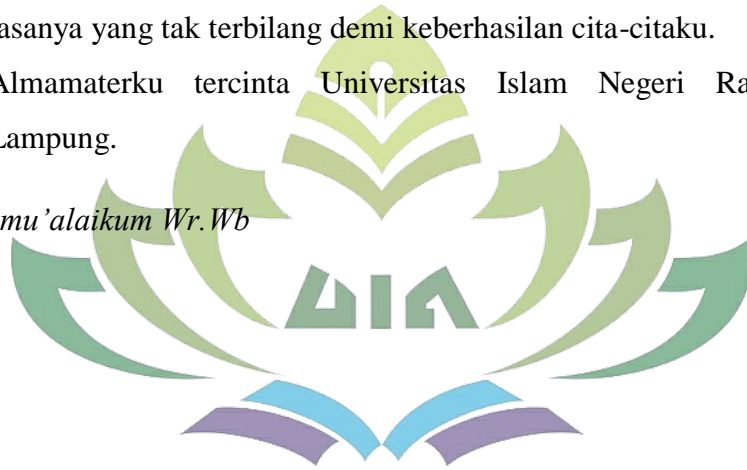 asanya yang tak terbilang demi keberhasilan cita-citaku.
Almamaterku tercinta Universitas Islam Negeri Ra
Lampung.
mu’alaikum Wr.Wb
UIN